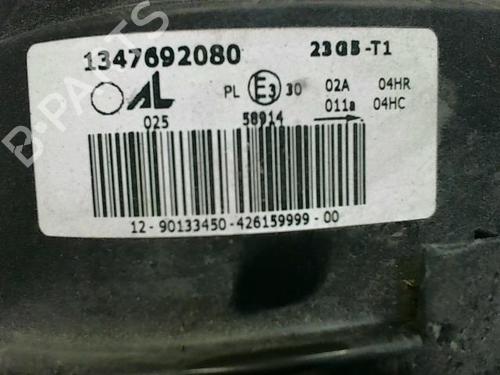 1347692080 23G5-T1
AL PL E3 30 02A 04HR
011a 04HC
025 58914
12-90133450-426159999-00
B-PARTS